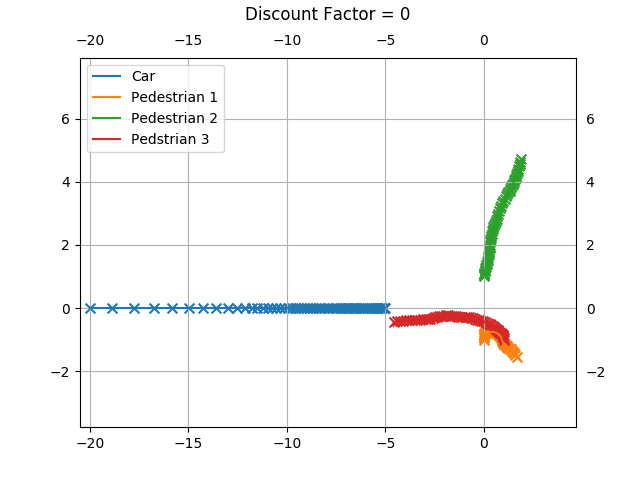 Discount Factor = 0
−20 −15 −10 −5 0
Car
Pedestrian 1
Pedestrian 2
Pedstrian 3
6 6
4 4
2 2
0 0
−2 −2
−20 −15 −10 −5 0